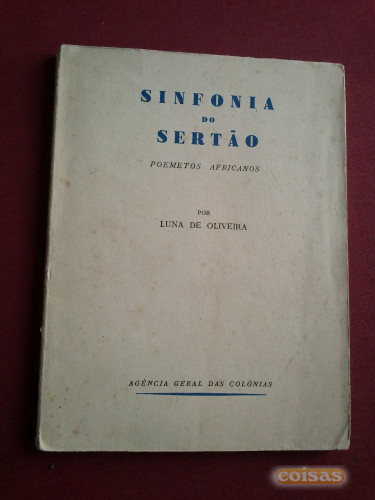 SINFONIA
DO
SERTÃO
POEMETOS AFRICANOS
POR
LUNA DE OLIVEIRA
AGÊNCIA GERAL DAS COLÓNIAS
coisas